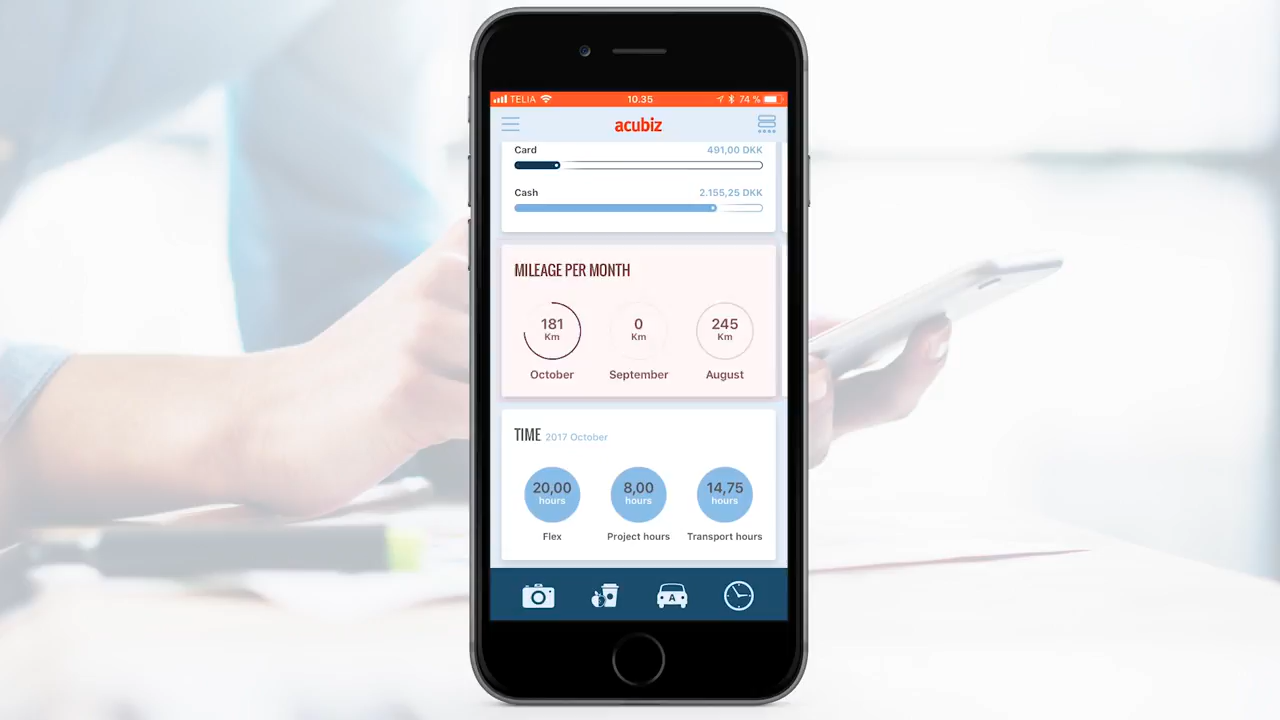 TELIA 10.35 74 %
acubiz
Card 491,00 DKK
Cash 2.155,25 DKK
MILEAGE PER MONTH
181 0 245
Km Km Km
October September August
TIME 2017 October
20,00 8,00 14,75
hours hours hours
Flex Project hours Transport hours
A